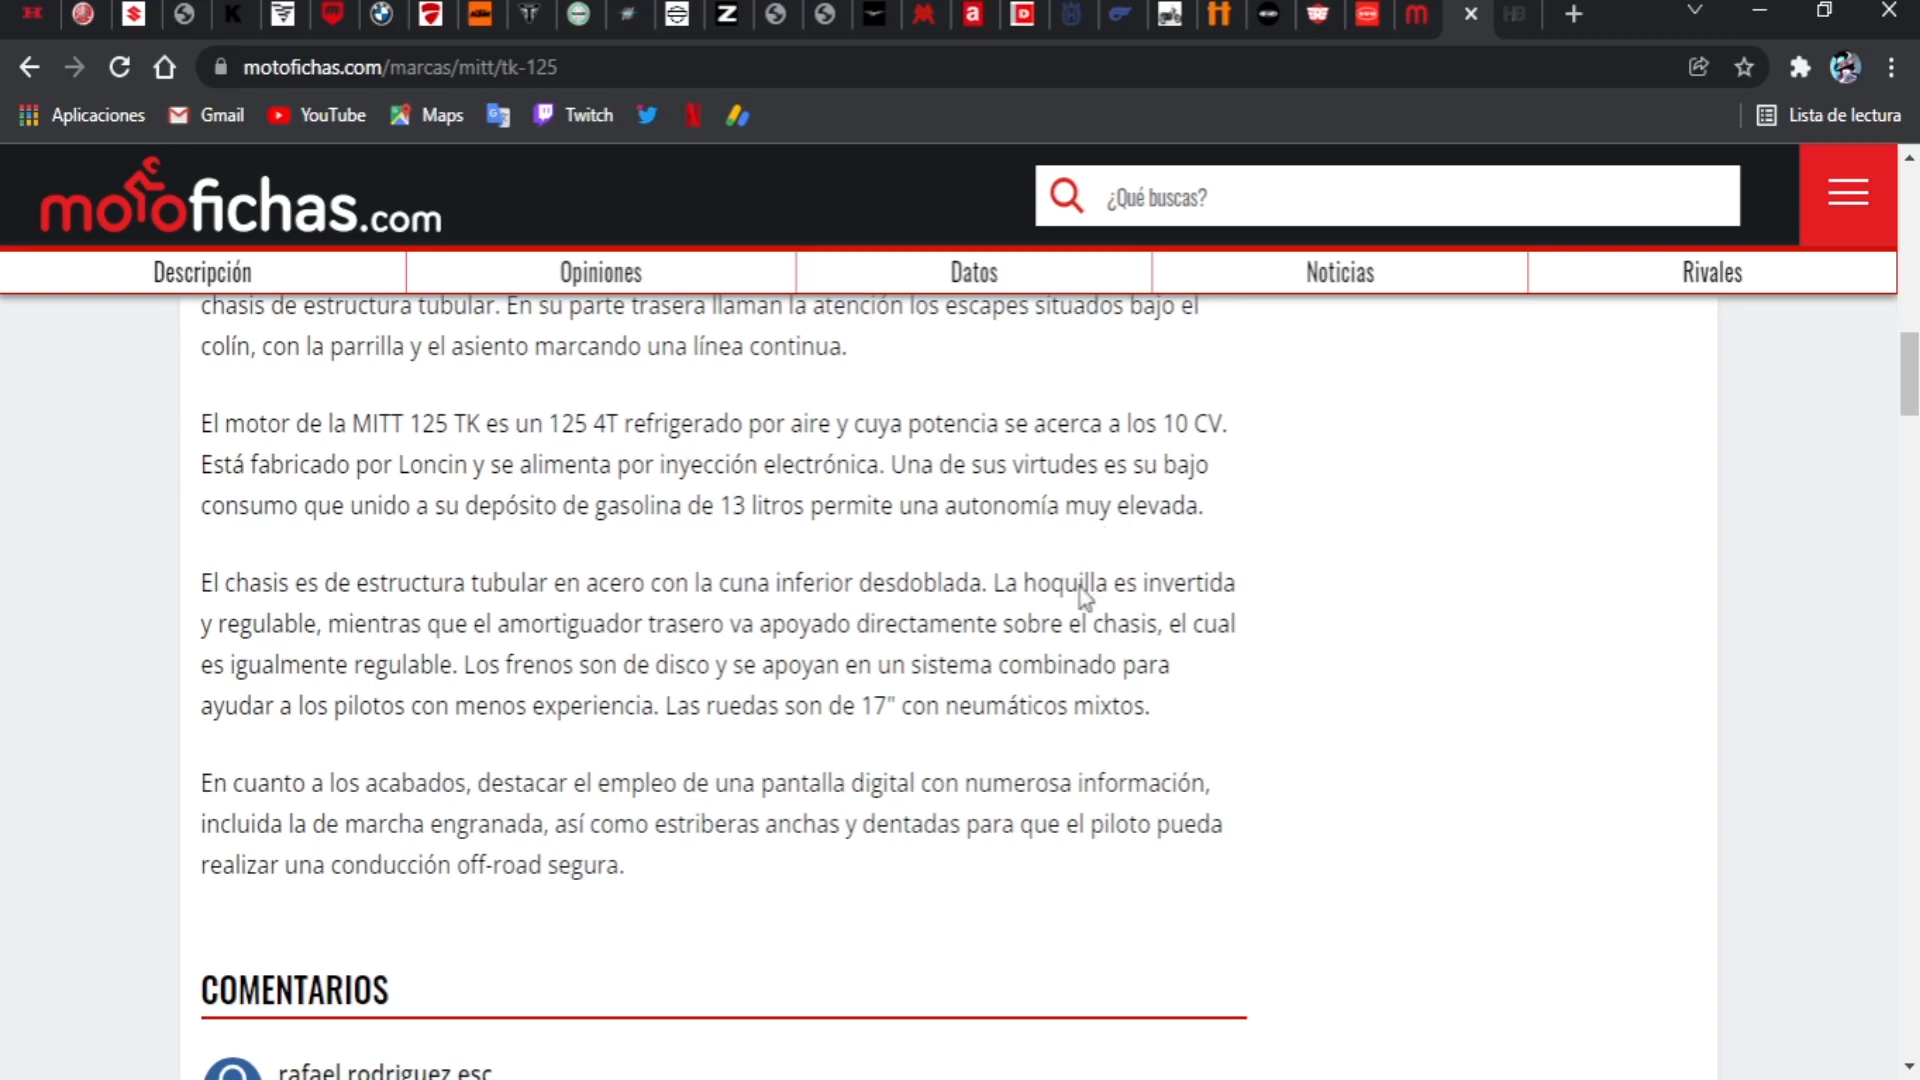 motofichas.com/marcas/mitt/tk-125
Aplicaciones Gmail YouTube Maps Twitch Lista de lectura
motofichas.com ¿Qué buscas?
Descripción Opiniones Datos Noticias Rivales
chasis de estructura tubular. En su parte trasera llaman la atención los escapes situados bajo el
colín, con la parrilla y el asiento marcando una línea continua.
El motor de la MITT 125 TK es un 125 4T refrigerado por aire y cuya potencia se acerca a los 10 CV.
Está fabricado por Loncin y se alimenta por inyección electrónica. Una de sus virtudes es su bajo
consumo que unido a su depósito de gasolina de 13 litros permite una autonomía muy elevada.
El chasis es de estructura tubular en acero con la cuna inferior desdoblada. La hoquilla es invertida
y regulable, mientras que el amortiguador trasero va apoyado directamente sobre el chasis, el cual
es igualmente regulable. Los frenos son de disco y se apoyan en un sistema combinado para
ayudar a los pilotos con menos experiencia. Las ruedas son de 17" con neumáticos mixtos.
En cuanto a los acabados, destacar el empleo de una pantalla digital con numerosa información,
incluida la de marcha engranada, así como estriberas anchas y dentadas para que el piloto pueda
realizar una conducción off-road segura.
COMENTARIOS
rafael rodriguez esc